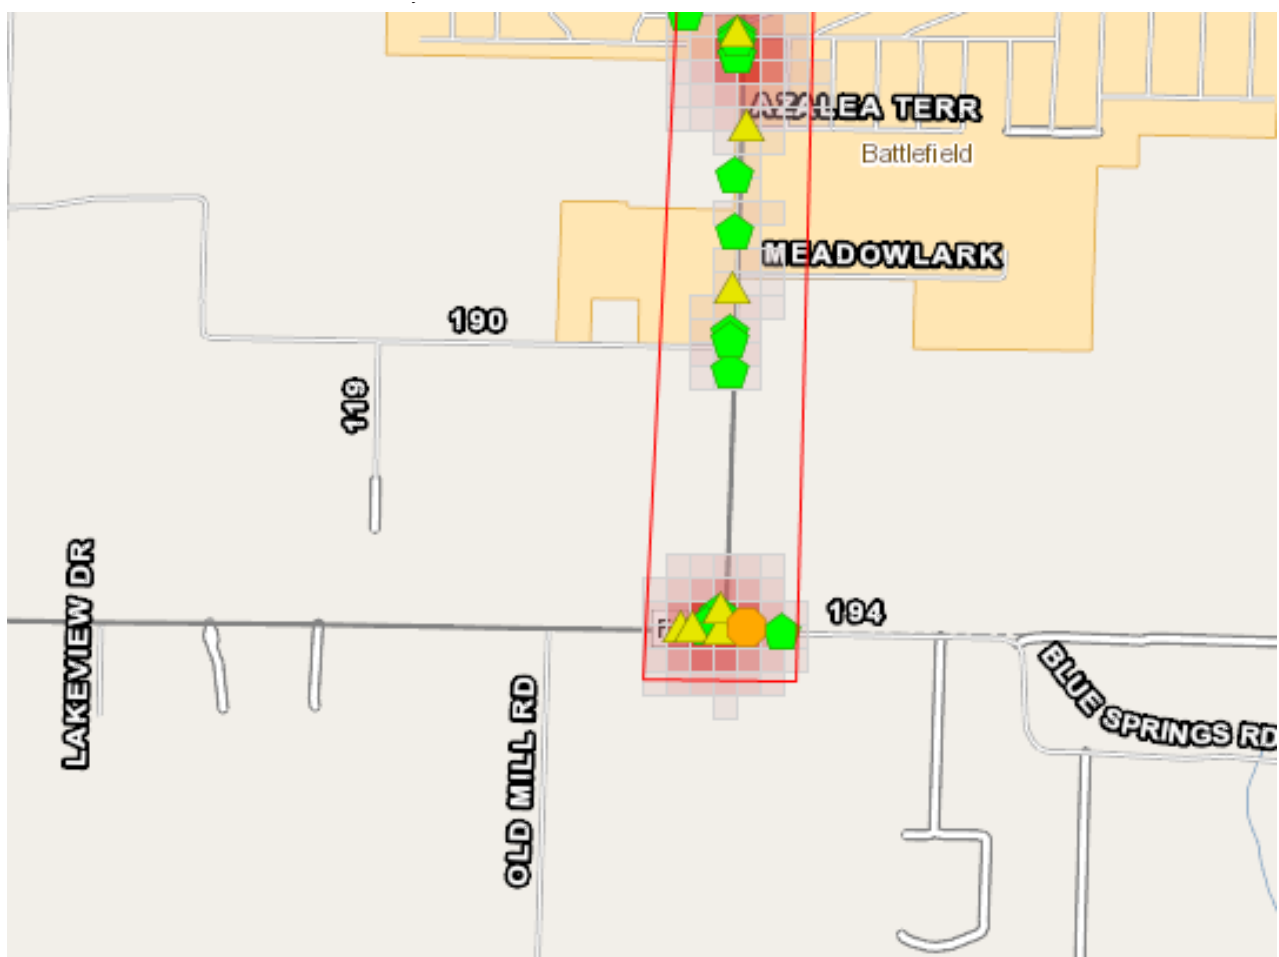 AZALEA TERR
Battlefield
MEADOWLARK
190
119
194
LAKEVIEW DR
BLUE SPRINGS RD
OLD MILL RD